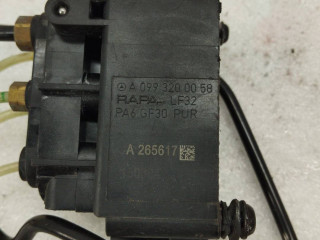 A 099 320 00 58
RAPA LF32
PA6 GF30 PUR
A 265617